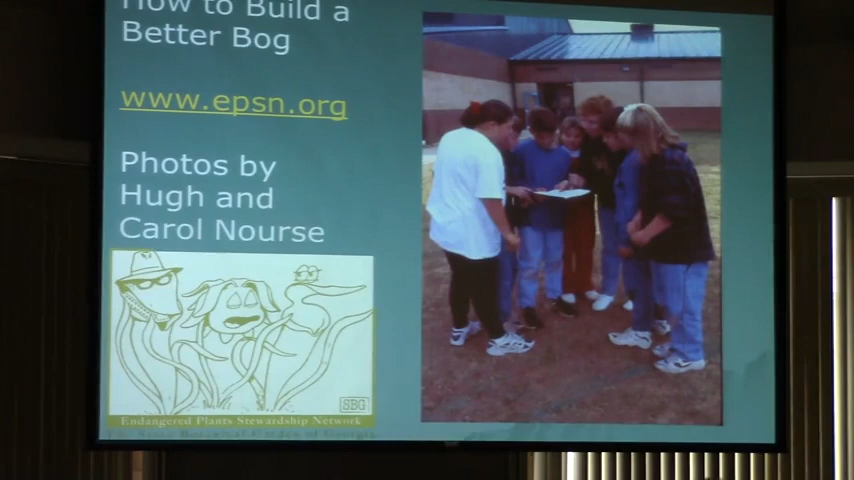 How to Build a
Better Bog
www.epsn.org
Photos by
Hugh and
Carol Nourse
SBG
Endangered Plants Stewardship Network